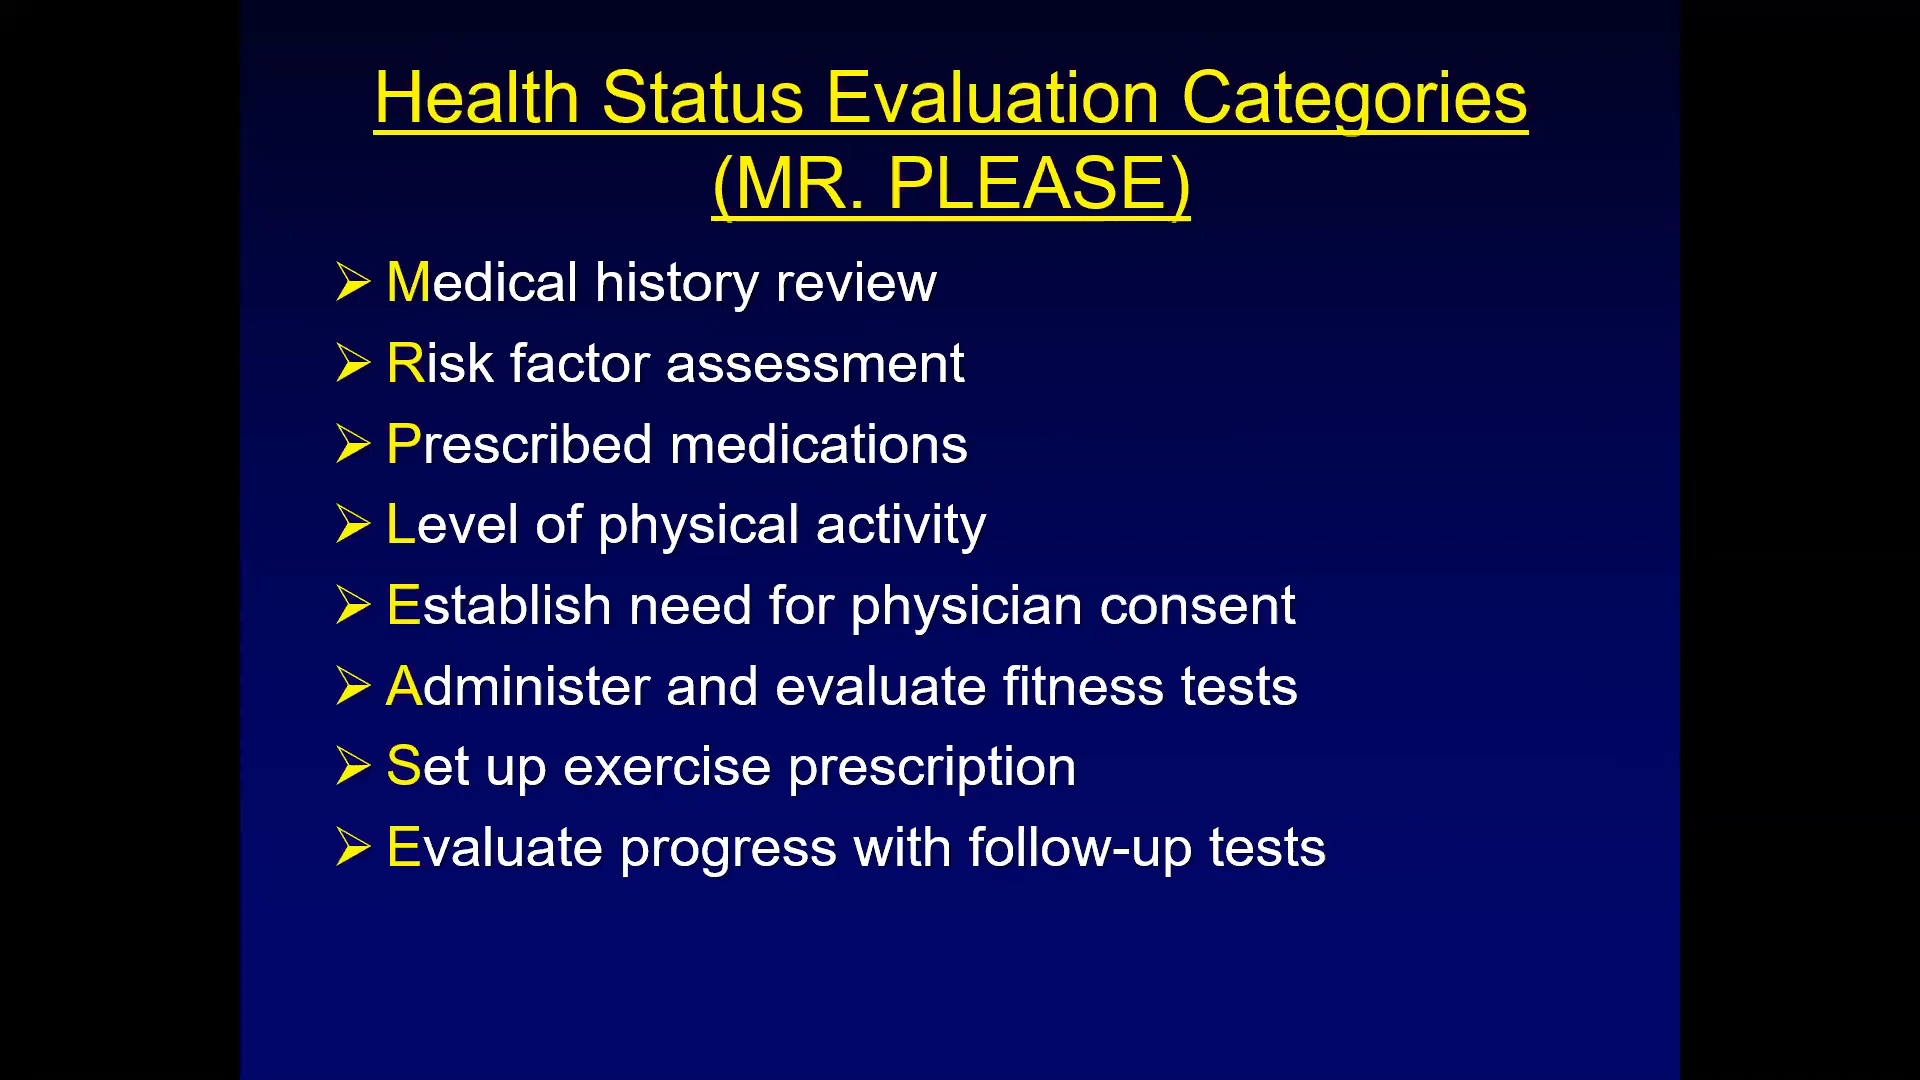 Health Status Evaluation Categories
(MR. PLEASE)
Medical history review
Risk factor assessment
Prescribed medications
Level of physical activity
Establish need for physician consent
Administer and evaluate fitness tests
Set up exercise prescription
Evaluate progress with follow-up tests